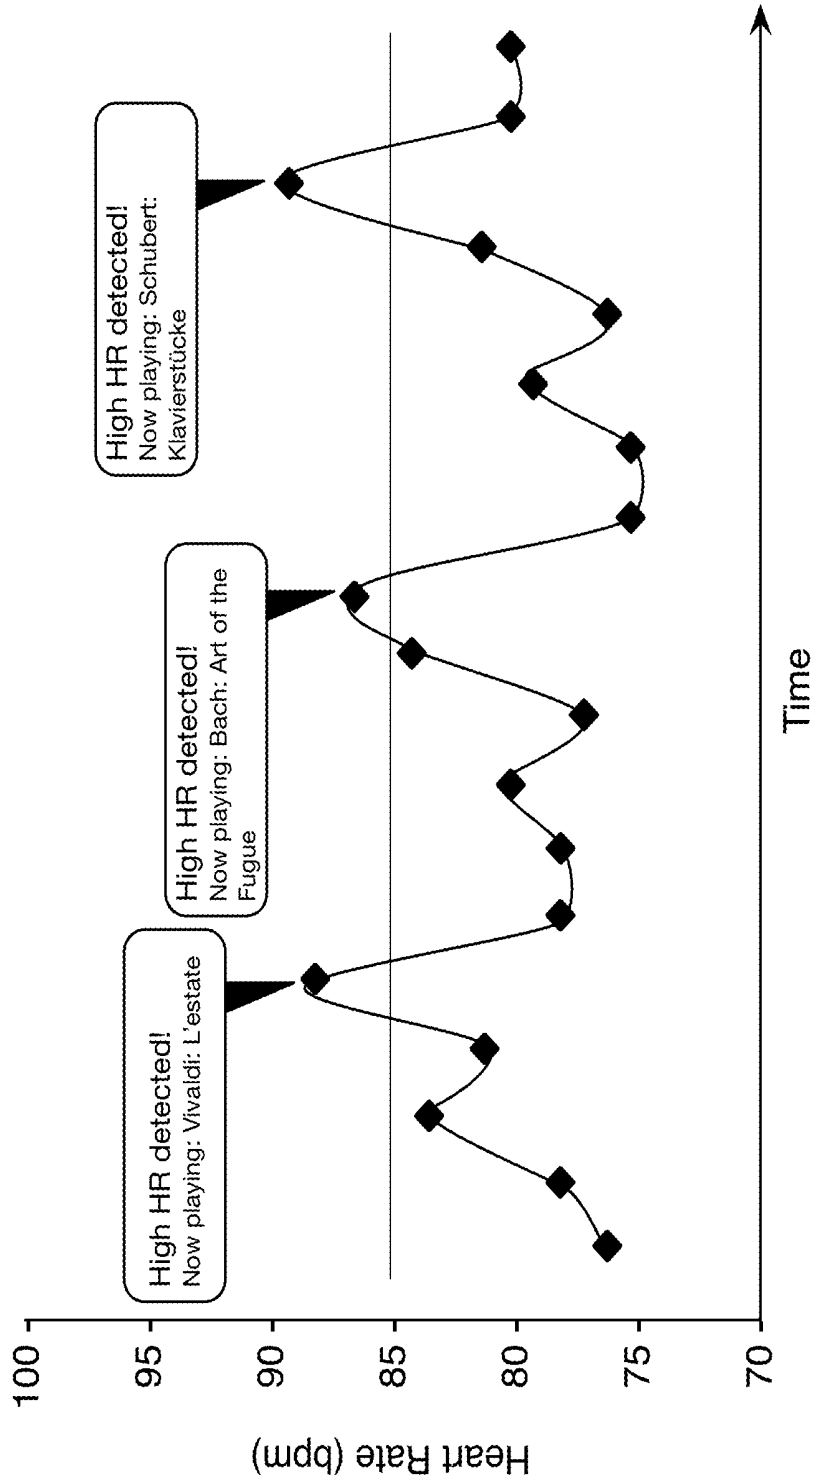 High HR detected!
Now playing: Vivaldi: L'estate
High HR detected!
Now playing: Bach: Art of the
Fugue
High HR detected!
Now playing: Schubert:
Klavierstücke
Heart Rate (bpm)
100
95
90
85
80
75
70
Time